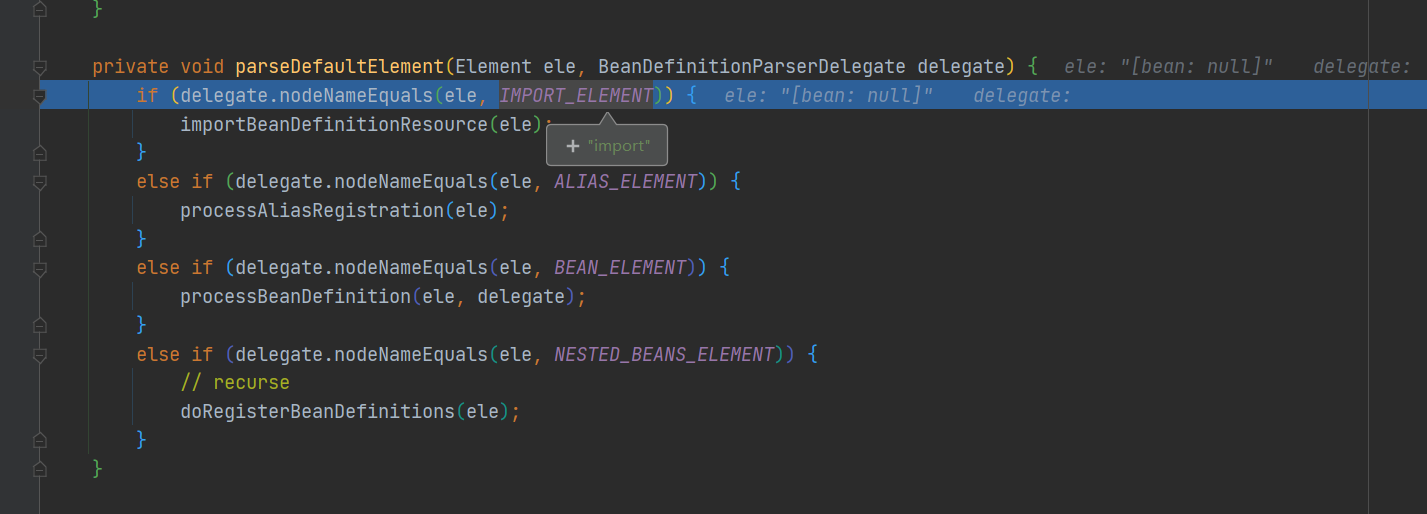 }
private void parseDefaultElement(Element ele, BeanDefinitionParserDelegate delegate) { ele: "[bean: null]" delegate:
if (delegate.nodeNameEquals(ele, IMPORT_ELEMENT)) { ele: "[bean: null]" delegate:
importBeanDefinitionResource(ele);
+ "import"
}
else if (delegate.nodeNameEquals(ele, ALIAS_ELEMENT)) {
processAliasRegistration(ele);
}
else if (delegate.nodeNameEquals(ele, BEAN_ELEMENT)) {
processBeanDefinition(ele, delegate);
}
else if (delegate.nodeNameEquals(ele, NESTED_BEANS_ELEMENT)) {
// recurse
doRegisterBeanDefinitions(ele);
}
}